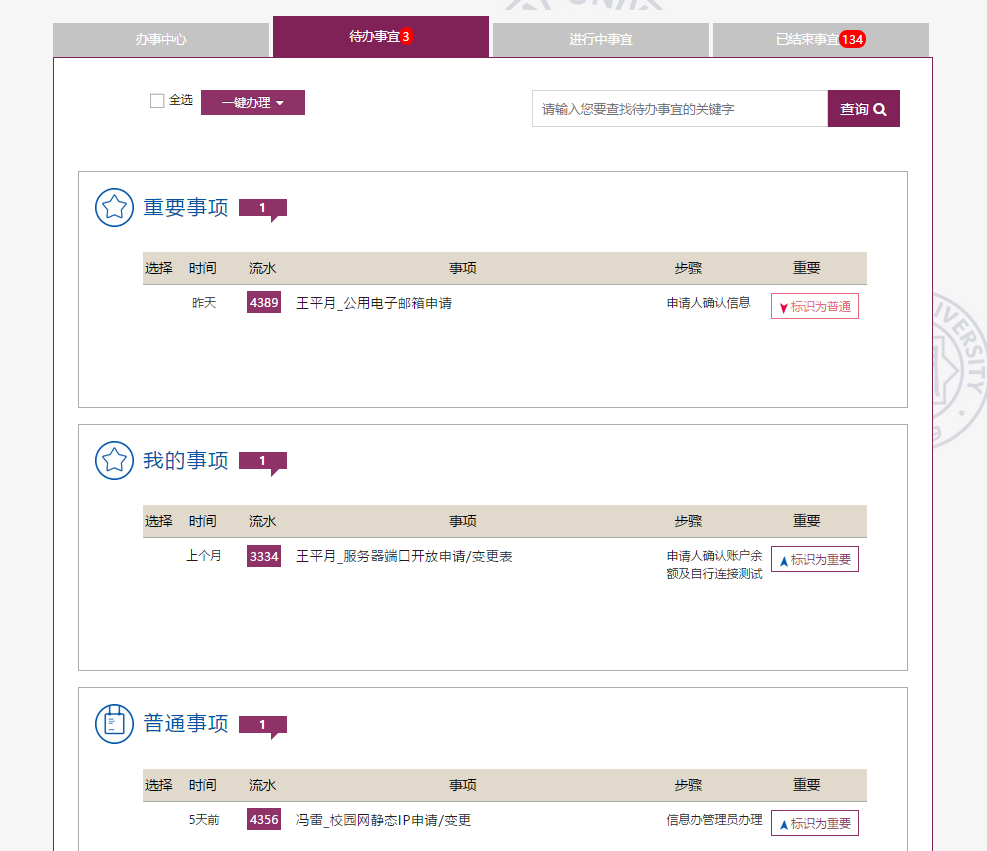 办事中心
待办事宜 3
进行中事宜
已结束事宜 134
全选
一键办理
请输入您要查找待办事宜的关键字
查询
重要事项 1
选择 时间 流水 事项 步骤 重要
昨天 4389 王平月_公用电子邮箱申请 申请人确认信息 标识为普通
我的事项 1
选择 时间 流水 事项 步骤 重要
上个月 3334 王平月_服务器端口开放申请/变更表 申请人确认账户余 标识为重要
额及自行连接测试
普通事项 1
选择 时间 流水 事项 步骤 重要
5天前 4356 冯雷_校园网静态IP申请/变更 信息办管理员办理 标识为重要